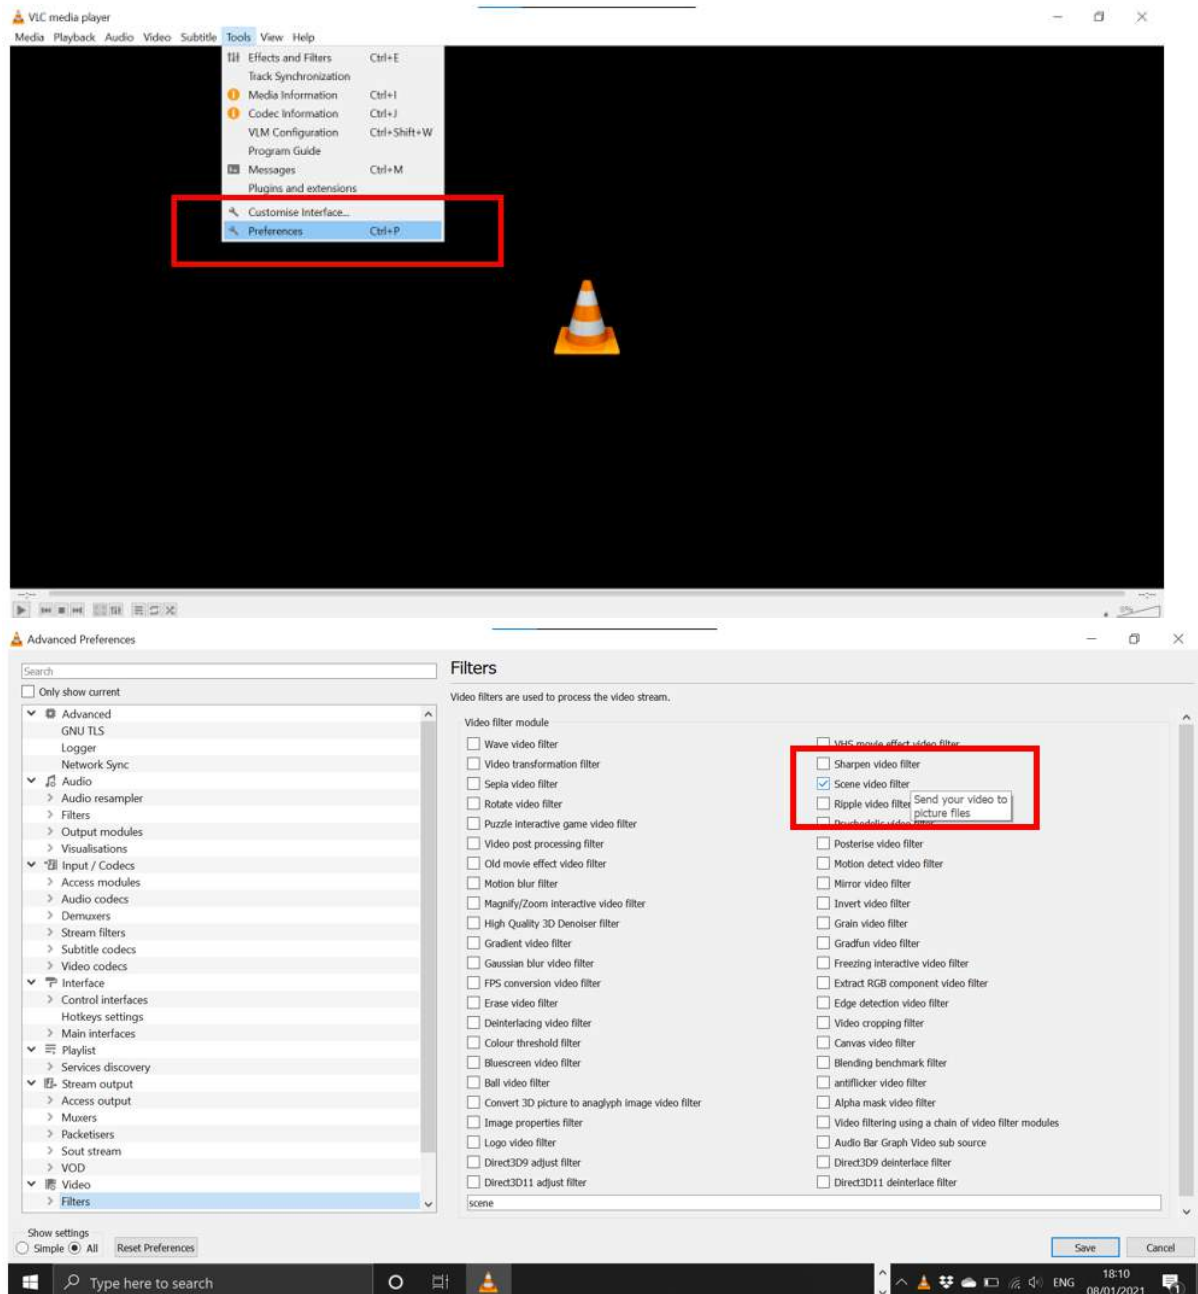 VLC media player
Media Playback Audio Video Subtitle Tools View Help
Effects and Filters Ctrl+E
Track Synchronization
Media Information Ctrl+I
Codec Information Ctrl+J
VLM Configuration Ctrl+Shift+W
Program Guide
Messages Ctrl+M
Plugins and extensions
Customise Interface...
Preferences Ctrl+P
--:-- --:--
0%
Advanced Preferences
Search
Only show current
Advanced
GNU TLS
Logger
Network Sync
Audio
Audio resampler
Filters
Output modules
Visualisations
Input / Codecs
Access modules
Audio codecs
Demuxers
Stream filters
Subtitle codecs
Video codecs
Interface
Control interfaces
Hotkeys settings
Main interfaces
Playlist
Services discovery
Stream output
Access output
Muxers
Packetisers
Sout stream
VOD
Video
Filters
Show settings
Simple All Reset Preferences
Filters
Video filters are used to process the video stream.
Video filter module
Wave video filter
Video transformation filter
Sepia video filter
Rotate video filter
Puzzle interactive game video filter
Video post processing filter
Old movie effect video filter
Motion blur filter
Magnify/Zoom interactive video filter
High Quality 3D Denoiser filter
Gradient video filter
Gaussian blur video filter
FPS conversion video filter
Erase video filter
Deinterlacing video filter
Colour threshold filter
Bluescreen video filter
Ball video filter
Convert 3D picture to anaglyph image video filter
Image properties filter
Logo video filter
Direct3D9 adjust filter
Direct3D11 adjust filter
VHS movie effect video filter
Sharpen video filter
Scene video filter
Ripple video filter
Send your video to
picture files
Psychedelic video filter
Posterise video filter
Motion detect video filter
Mirror video filter
Invert video filter
Grain video filter
Gradfun video filter
Freezing interactive video filter
Extract RGB component video filter
Edge detection video filter
Video cropping filter
Canvas video filter
Blending benchmark filter
antiflicker video filter
Alpha mask video filter
Video filtering using a chain of video filter modules
Audio Bar Graph Video sub source
Direct3D9 deinterlace filter
Direct3D11 deinterlace filter
scene
Save Cancel
Type here to search
ENG
18:10
08/01/2021
1